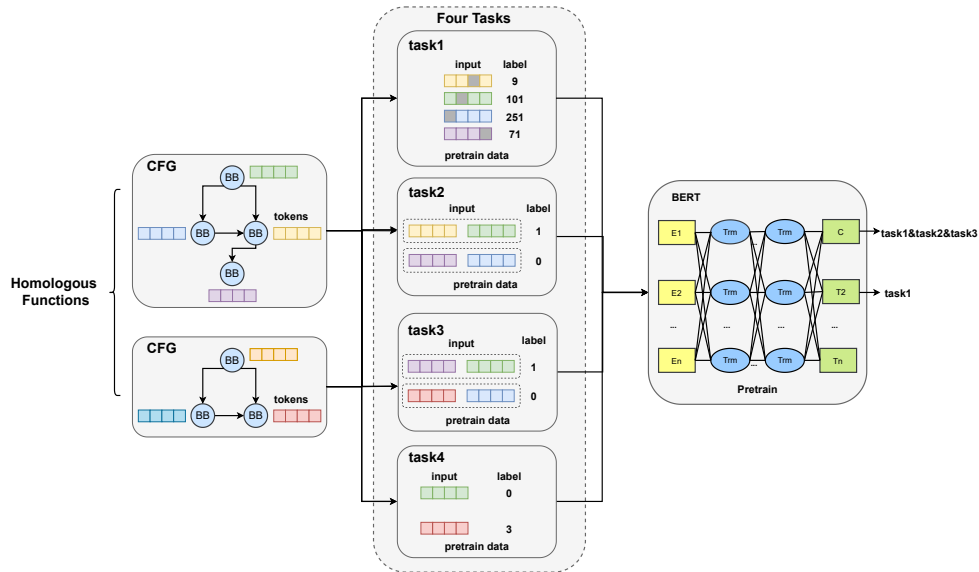 Homologous
Functions
CFG
BB
BB
BB
tokens
BB
CFG
BB
tokens
BB
BB
Four Tasks
task1
input label
9
101
251
71
pretrain data
task2
input label
1
0
pretrain data
task3
input label
1
0
pretrain data
task4
input label
0
3
pretrain data
BERT
E1 Trm ... Trm C
task1&task2&task3
E2 Trm Trm T2
task1
... ... ... ...
En Trm ... Trm Tn
Pretrain